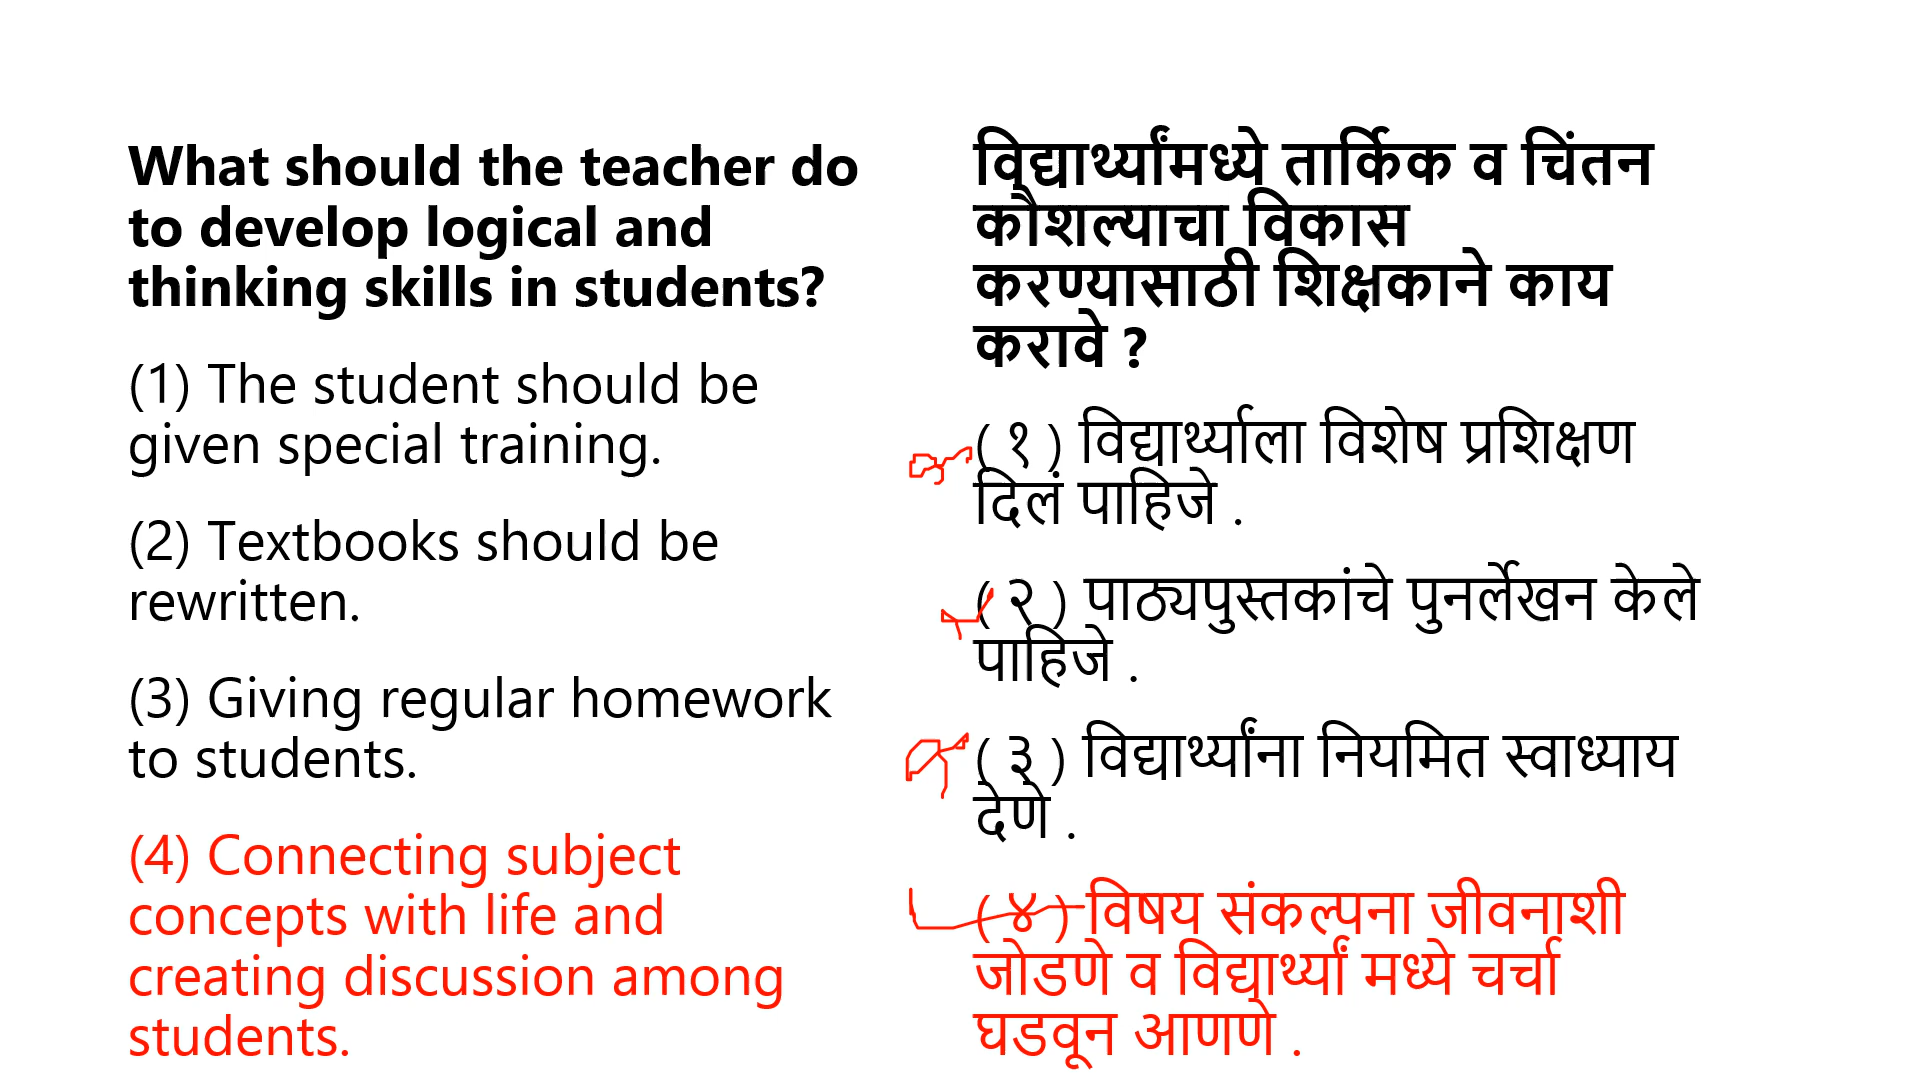 What should the teacher do
to develop logical and
thinking skills in students?
(1) The student should be
given special training.
(2) Textbooks should be
rewritten.
(3) Giving regular homework
to students.
(4) Connecting subject
concepts with life and
creating discussion among
students.
विद्यार्थ्यांमध्ये तार्किक व चिंतन
कौशल्याचा विकास
करण्यासाठी शिक्षकाने काय
करावे ?
( १ ) विद्यार्थ्याला विशेष प्रशिक्षण
दिलं पाहिजे .
( २ ) पाठ्यपुस्तकांचे पुनर्लेखन केले
पाहिजे .
( ३ ) विद्यार्थ्यांना नियमित स्वाध्याय
देणे .
( ४ ) विषय संकल्पना जीवनाशी
जोडणे व विद्यार्थ्यां मध्ये चर्चा
घडवून आणणे .